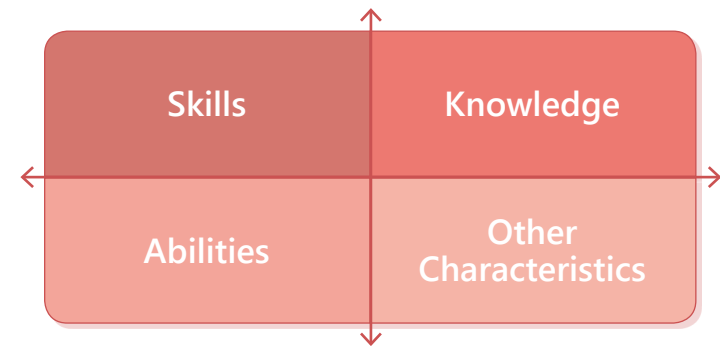 Skills
Knowledge
Abilities
Other
Characteristics